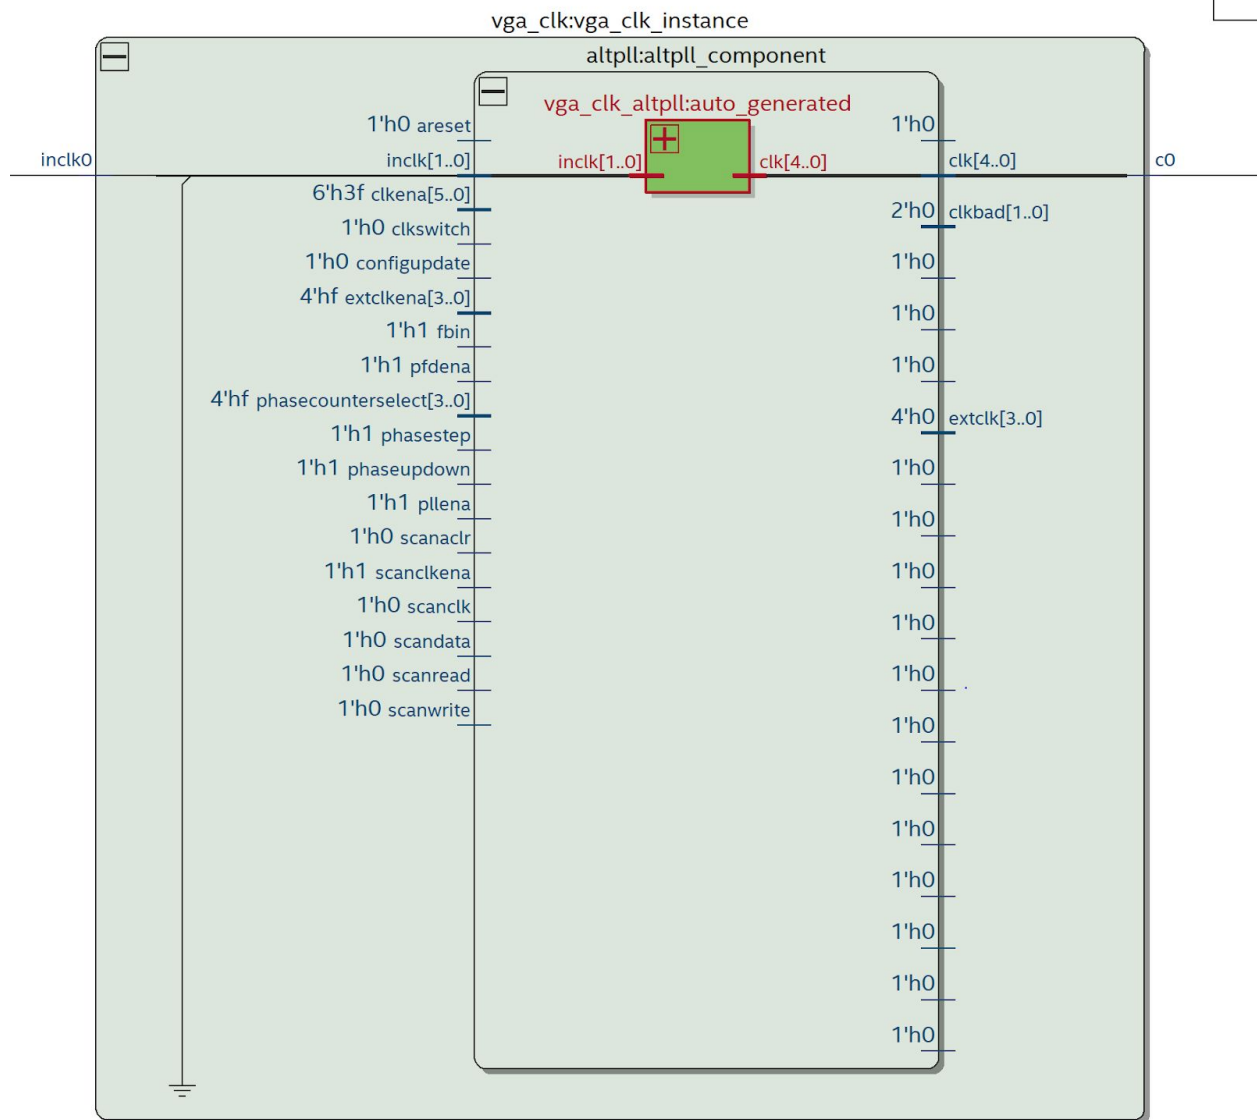 vga_clk:vga_clk_instance
altpll:altpll_component
vga_clk_altpll:auto_generated
1'h0 areset
1'h0
inclk0
inclk[1..0]
inclk[1..0]
clk[4..0]
clk[4..0]
c0
6'h3f clkena[5..0]
2'h0 clkbad[1..0]
1'h0 clkswitch
1'h0 configupdate
1'h0
4'hf extclkena[3..0]
1'h0
1'h1 fbin
1'h1 pfdena
1'h0
4'hf phasecounterselect[3..0]
4'h0 extclk[3..0]
1'h1 phasestep
1'h1 phaseupdown
1'h0
1'h1 pllena
1'h0
1'h0 scanaclr
1'h1 scanclkena
1'h0
1'h0 scanclk
1'h0
1'h0 scandata
1'h0 scanread
1'h0
1'h0 scanwrite
1'h0
1'h0
1'h0
1'h0
1'h0
1'h0
1'h0